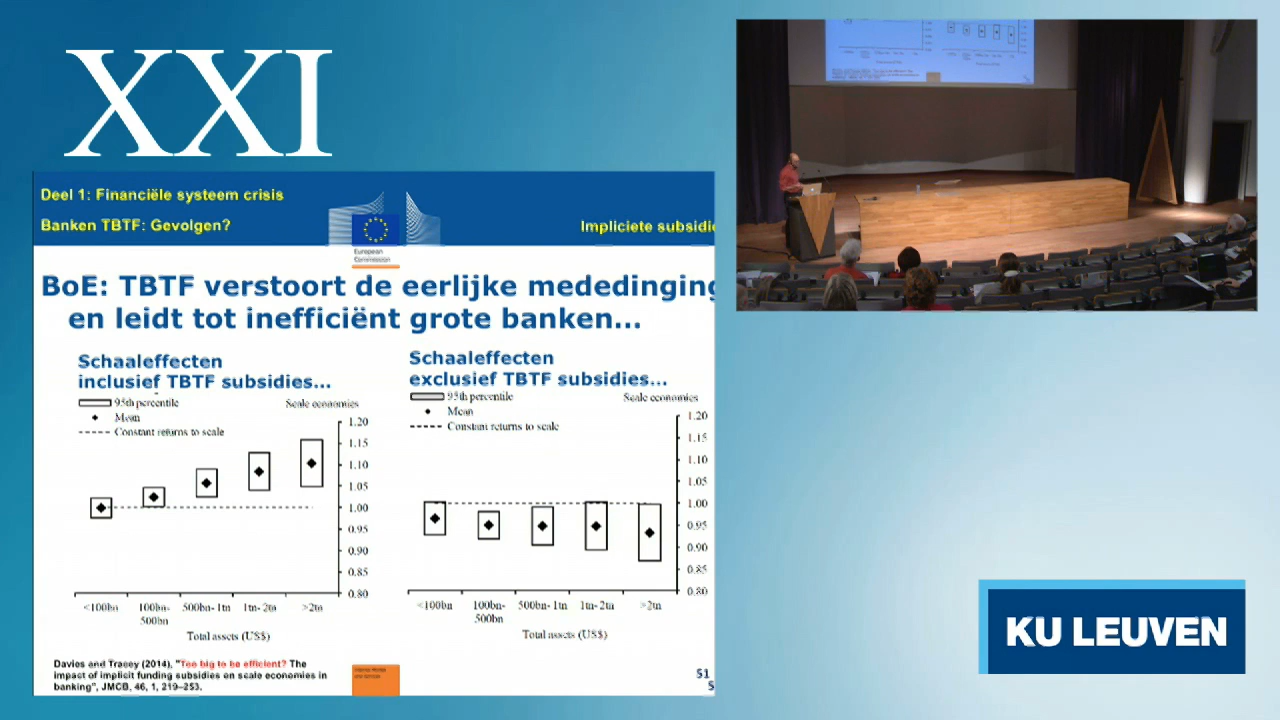 XXI
Deel 1: Financiële systeem crisis
Banken TBTF: Gevolgen?
Impliciete subsidie
European
Commission
BoE: TBTF verstoort de eerlijke mededinging
en leidt tot inefficiënt grote banken...
Schaaleffecten
inclusief TBTF subsidies...
95th percentile
Scale economies
Mean
Constant returns to scale
1.20
1.15
1.10
1.05
1.00
0.95
0.90
0.85
0.80
<100bn
100bn-
500bn
500bn-1tn
1tn-2tn
>2tn
Total assets (US$)
Schaaleffecten
exclusief TBTF subsidies...
95th percentile
Scale economies
Mean
Constant returns to scale
1.20
1.15
1.10
1.05
1.00
0.95
0.90
0.85
0.80
<100bn
100bn-
500bn
500bn-1tn
1tn-2tn
>2tn
Total assets (US$)
Davies and Tracey (2014), "Too big to be efficient? The
impact of implicit funding subsidies on scale economies in
banking", JMCB, 46, 1, 219–253.
51
5
KU LEUVEN